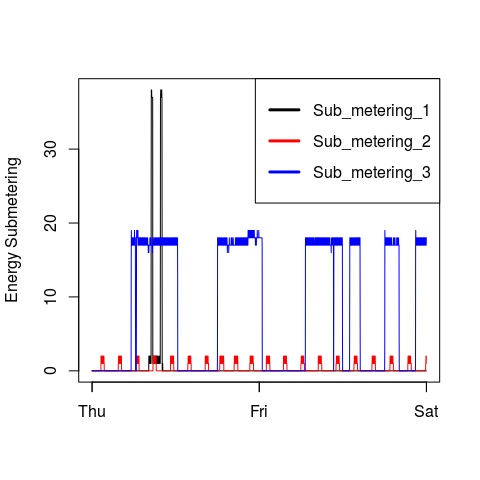 Sub_metering_1
Sub_metering_2
Sub_metering_3
Energy Submetering
30
20
10
0
Thu Fri Sat